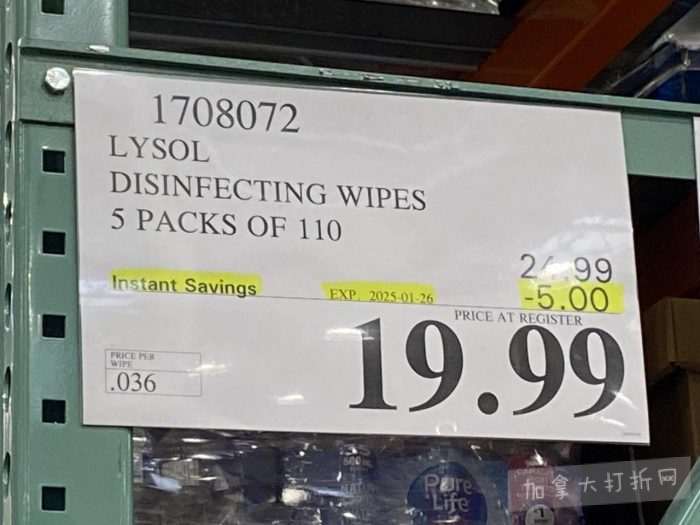 1708072
LYSOL
DISINFECTING WIPES
5 PACKS OF 110
24.99
Instant Savings EXP. 2025-01-26 -5.00
PRICE AT REGISTER
19.99
PRICE PER
WIPE
.036
Pure
Life
加拿大打折网